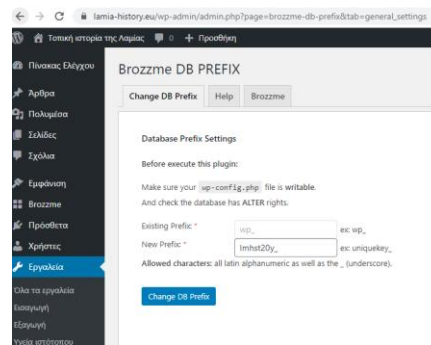 lamia-history.eu/wp-admin/admin.php?page=brozzme-db-prefix&tab=general_settings
Τοπική ιστορία της Λαμίας 0 + Προσθήκη
Πίνακας Ελέγχου
Άρθρα
Πολυμέσα
Σελίδες
Σχόλια
Εμφάνιση
Brozzme
Πρόσθετα
Χρήστες
Εργαλεία
Όλα τα εργαλεία
Εισαγωγή
Εξαγωγή
Υγεία ιστότοπου
Brozzme DB PREFIX
Change DB Prefix Help Brozzme
Database Prefix Settings
Before execute this plugin:
Make sure your wp-config.php file is writable.
And check the database has ALTER rights.
Existing Prefix: * wp_ ex: wp_
New Prefix: * lmhst20y_ ex: uniquekey_
Allowed characters: all latin alphanumeric as well as the _ (underscore).
Change DB Prefix